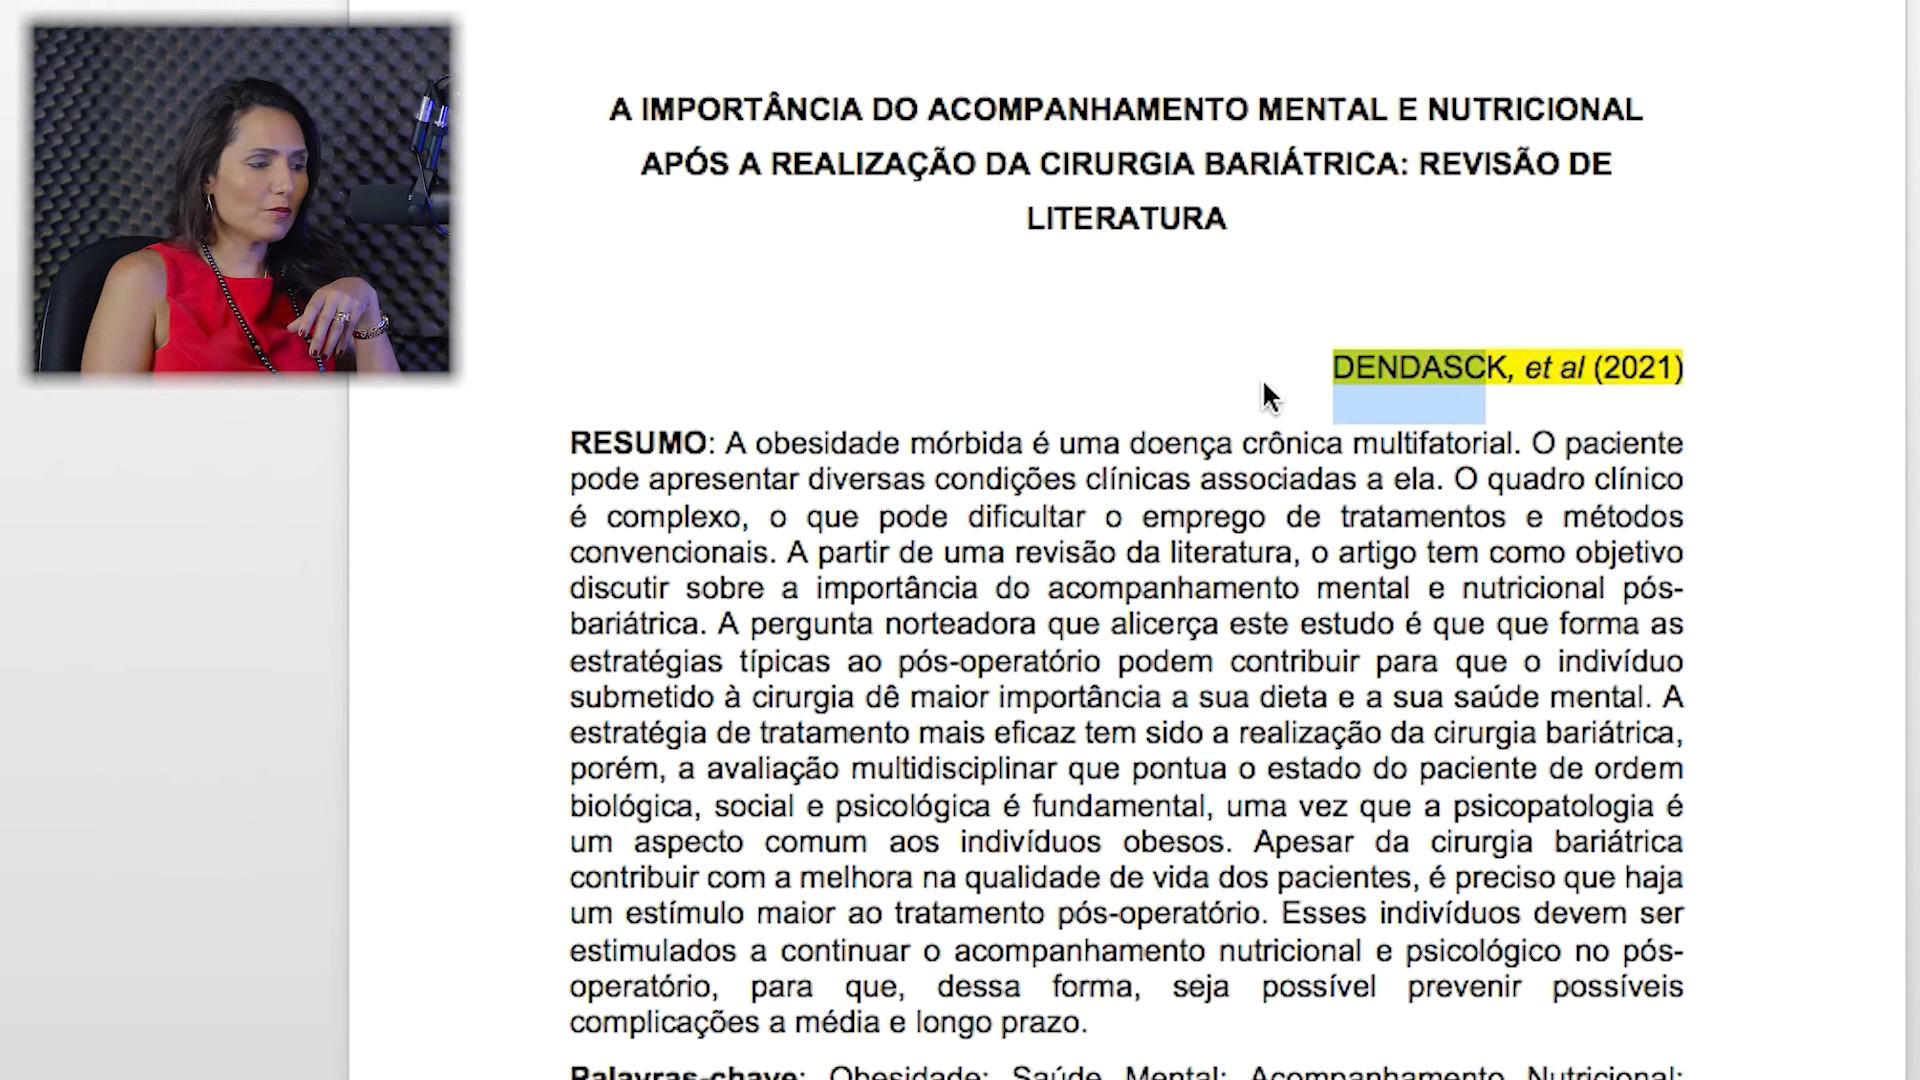 A IMPORTÂNCIA DO ACOMPANHAMENTO MENTAL E NUTRICIONAL
APÓS A REALIZAÇÃO DA CIRURGIA BARIÁTRICA: REVISÃO DE
LITERATURA
DENDASCK, et al (2021)
RESUMO: A obesidade mórbida é uma doença crônica multifatorial. O paciente
pode apresentar diversas condições clínicas associadas a ela. O quadro clínico
é complexo, o que pode dificultar o emprego de tratamentos e métodos
convencionais. A partir de uma revisão da literatura, o artigo tem como objetivo
discutir sobre a importância do acompanhamento mental e nutricional pós-
bariátrica. A pergunta norteadora que alicerça este estudo é que que forma as
estratégias típicas ao pós-operatório podem contribuir para que o indivíduo
submetido à cirurgia dê maior importância a sua dieta e a sua saúde mental. A
estratégia de tratamento mais eficaz tem sido a realização da cirurgia bariátrica,
porém, a avaliação multidisciplinar que pontua o estado do paciente de ordem
biológica, social e psicológica é fundamental, uma vez que a psicopatologia é
um aspecto comum aos indivíduos obesos. Apesar da cirurgia bariátrica
contribuir com a melhora na qualidade de vida dos pacientes, é preciso que haja
um estímulo maior ao tratamento pós-operatório. Esses indivíduos devem ser
estimulados a continuar o acompanhamento nutricional e psicológico no pós-
operatório, para que, dessa forma, seja possível prevenir possíveis
complicações a média e longo prazo.
Palavras-chave: Obesidade; Saúde Mental; Acompanhamento Nutricional;